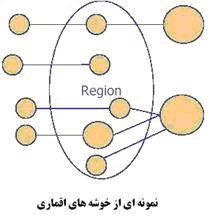 Region
نمونه ای از خوشه های اقماری